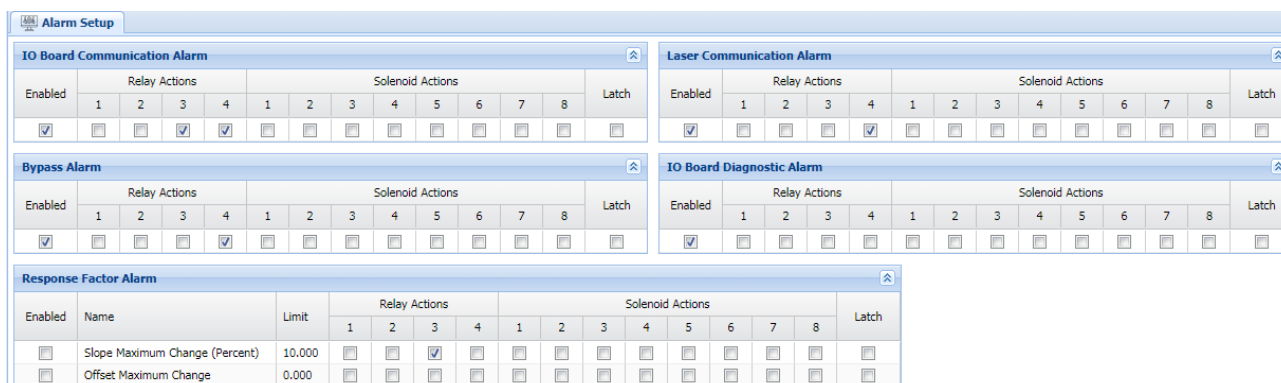 Alarm Setup
IO Board Communication Alarm
Enabled Relay Actions Solenoid Actions Latch
1 2 3 4 1 2 3 4 5 6 7 8
Laser Communication Alarm
Enabled Relay Actions Solenoid Actions Latch
1 2 3 4 1 2 3 4 5 6 7 8
Bypass Alarm
Enabled Relay Actions Solenoid Actions Latch
1 2 3 4 1 2 3 4 5 6 7 8
IO Board Diagnostic Alarm
Enabled Relay Actions Solenoid Actions Latch
1 2 3 4 1 2 3 4 5 6 7 8
Response Factor Alarm
Enabled Name Limit Relay Actions Solenoid Actions Latch
1 2 3 4 1 2 3 4 5 6 7 8
Slope Maximum Change (Percent) 10.000
Offset Maximum Change 0.000